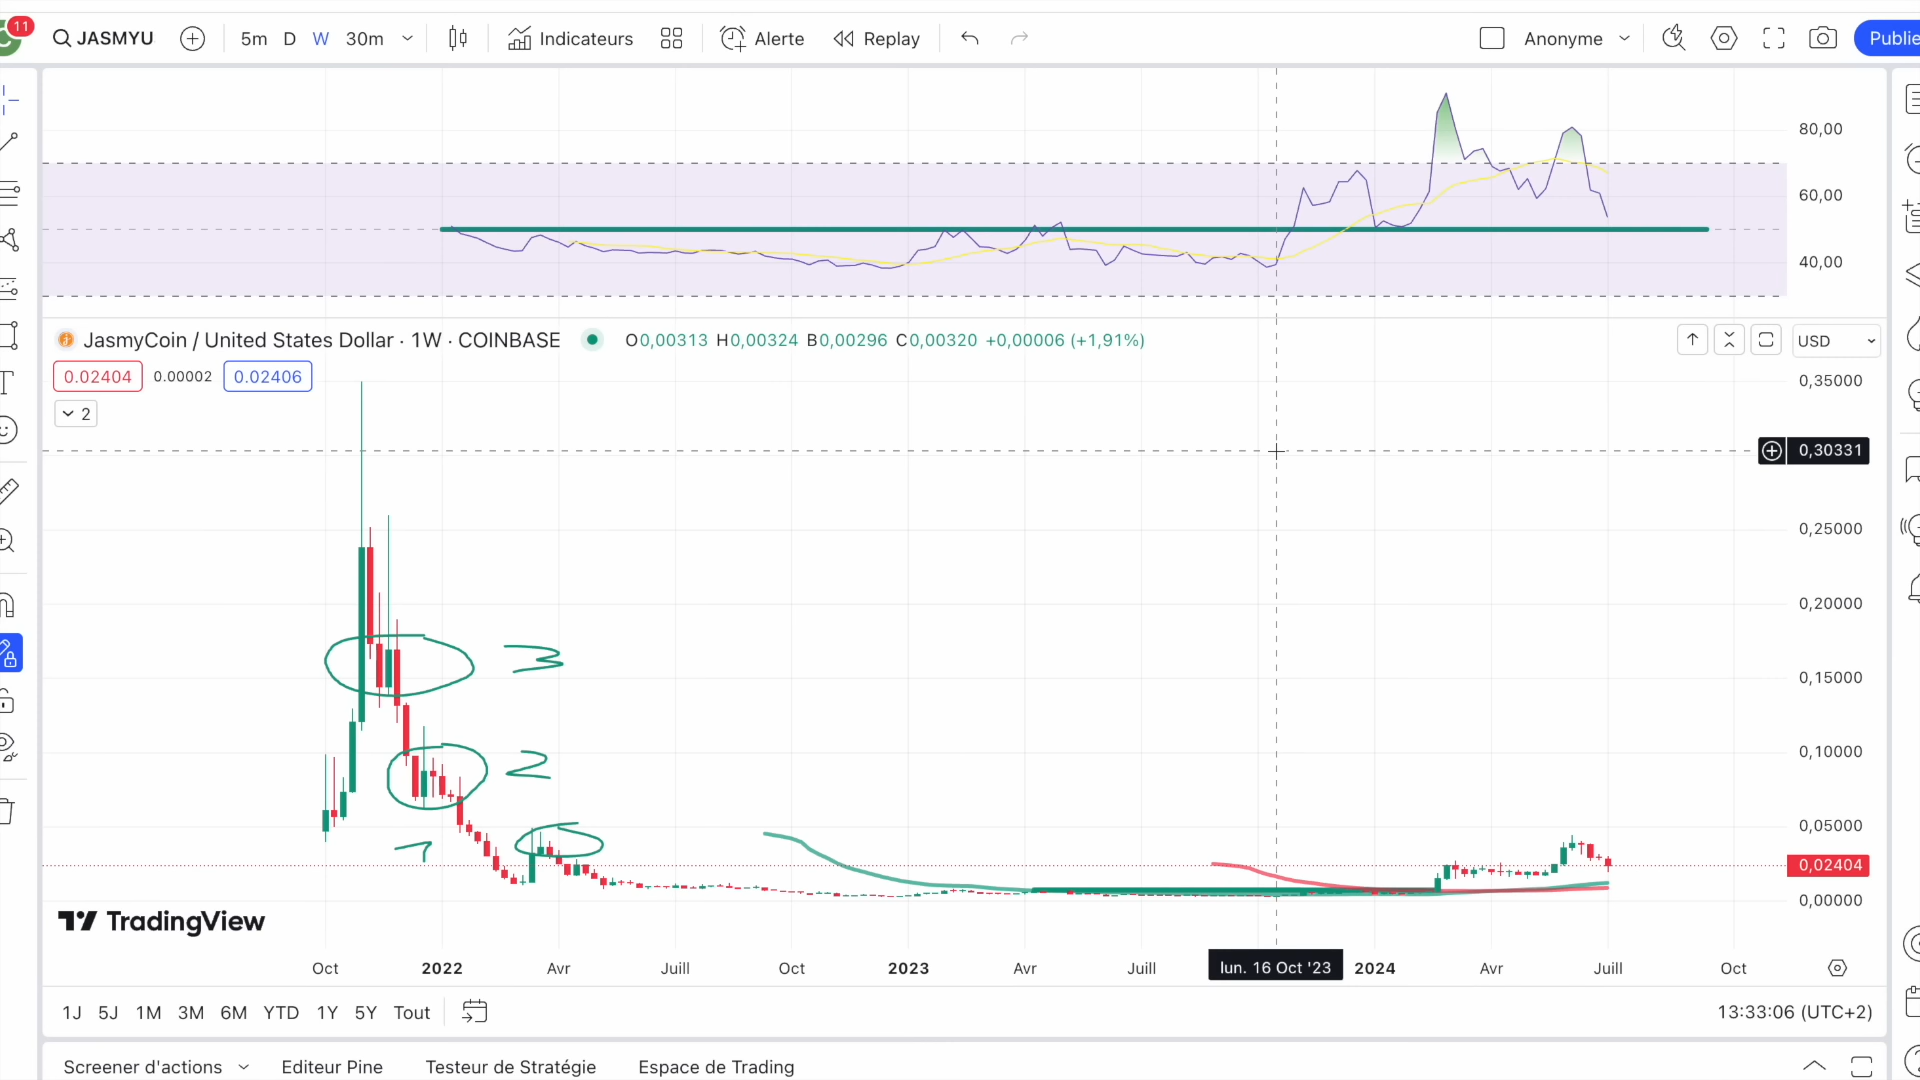 11
JASMYU
5m D W 30m
Indicateurs
Alerte
Replay
Anonyme
Publie
80,00
60,00
40,00
JasmyCoin / United States Dollar · 1W · COINBASE
O0,00313 H0,00324 B0,00296 C0,00320 +0,00006 (+1,91%)
USD
0.02404 0.00002 0.02406
2
0,35000
0,30331
0,25000
0,20000
3
0,15000
0,10000
2
0,05000
1
0,02404
0,00000
TradingView
Oct 2022 Avr Juill Oct 2023 Avr Juill lun. 16 Oct '23 2024 Avr Juill Oct
1J 5J 1M 3M 6M YTD 1Y 5Y Tout
13:33:06 (UTC+2)
Screener d'actions Editeur Pine Testeur de Stratégie Espace de Trading